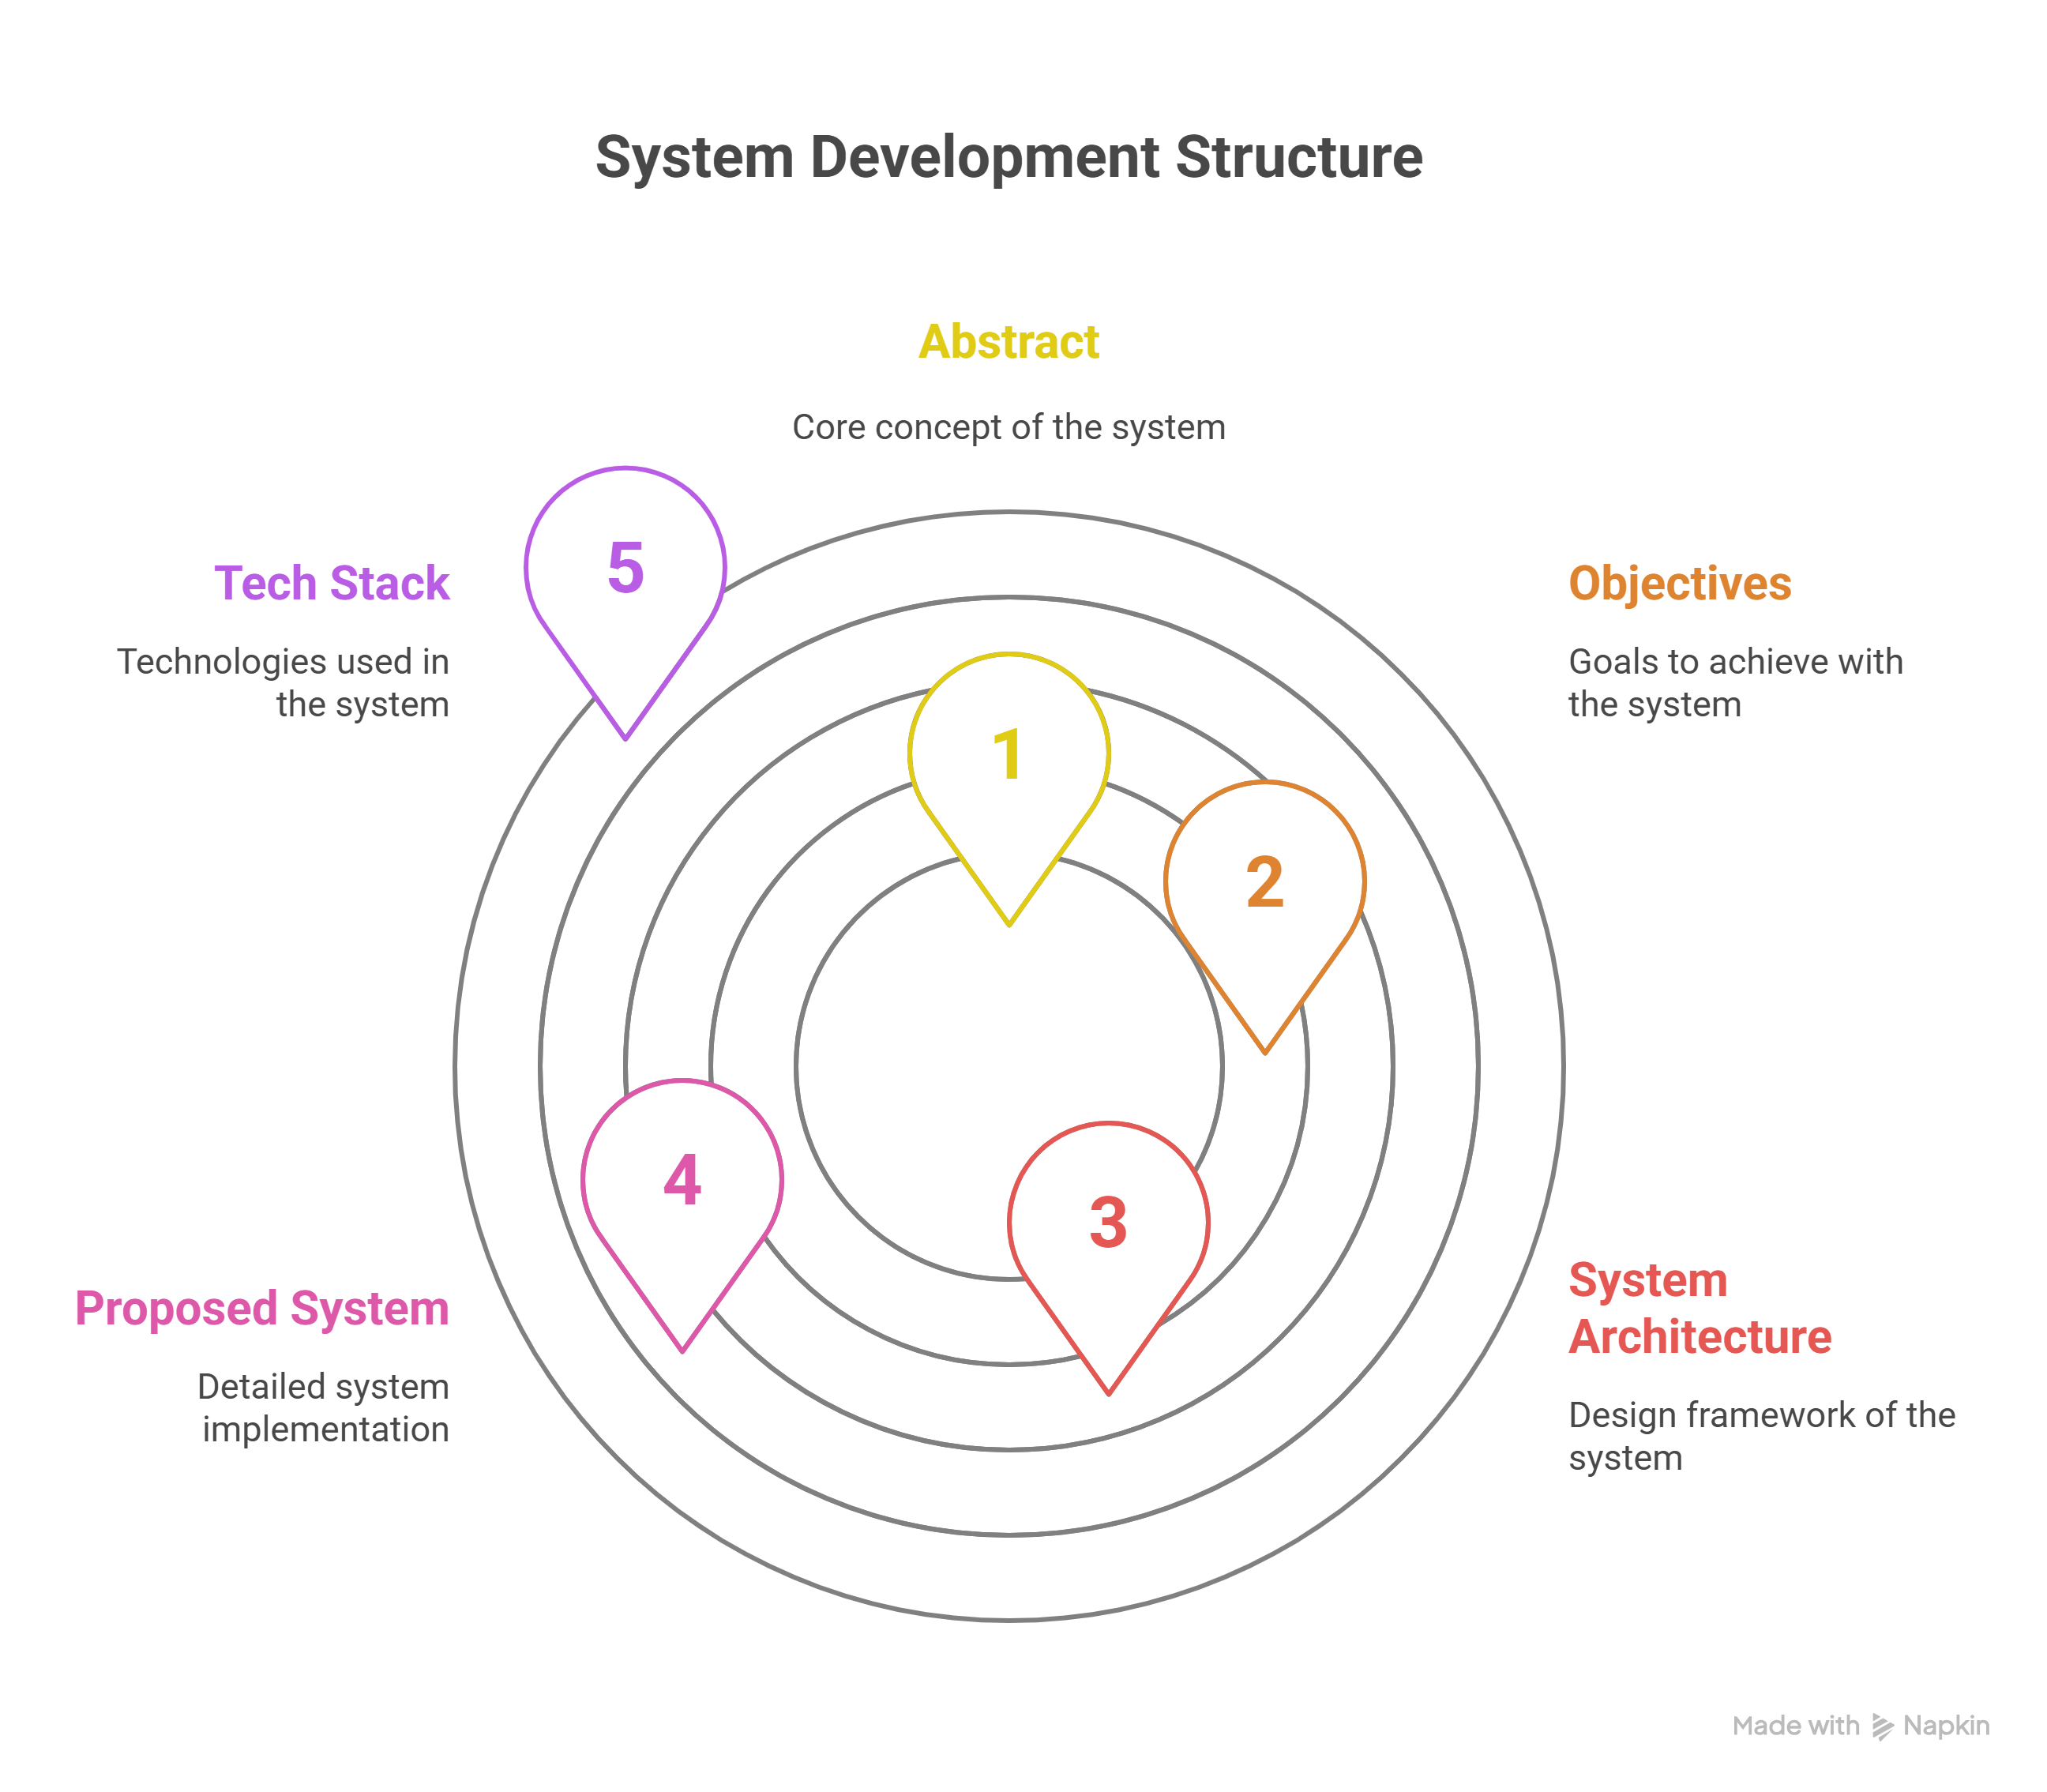 System Development Structure
Abstract
Core concept of the system
5
Tech Stack
Technologies used in
the system
Objectives
Goals to achieve with
the system
1
2
4
3
Proposed System
Detailed system
implementation
System
Architecture
Design framework of the
system
Made with Napkin